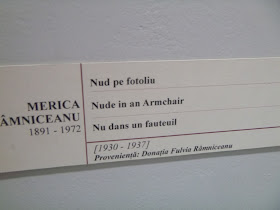 MERICA
RÂMNICEANU
1891 - 1972
Nud pe fotoliu
Nude in an Armchair
Nu dans un fauteuil
[1930 - 1937]
Proveniență: Donația Fulvia Râmniceanu